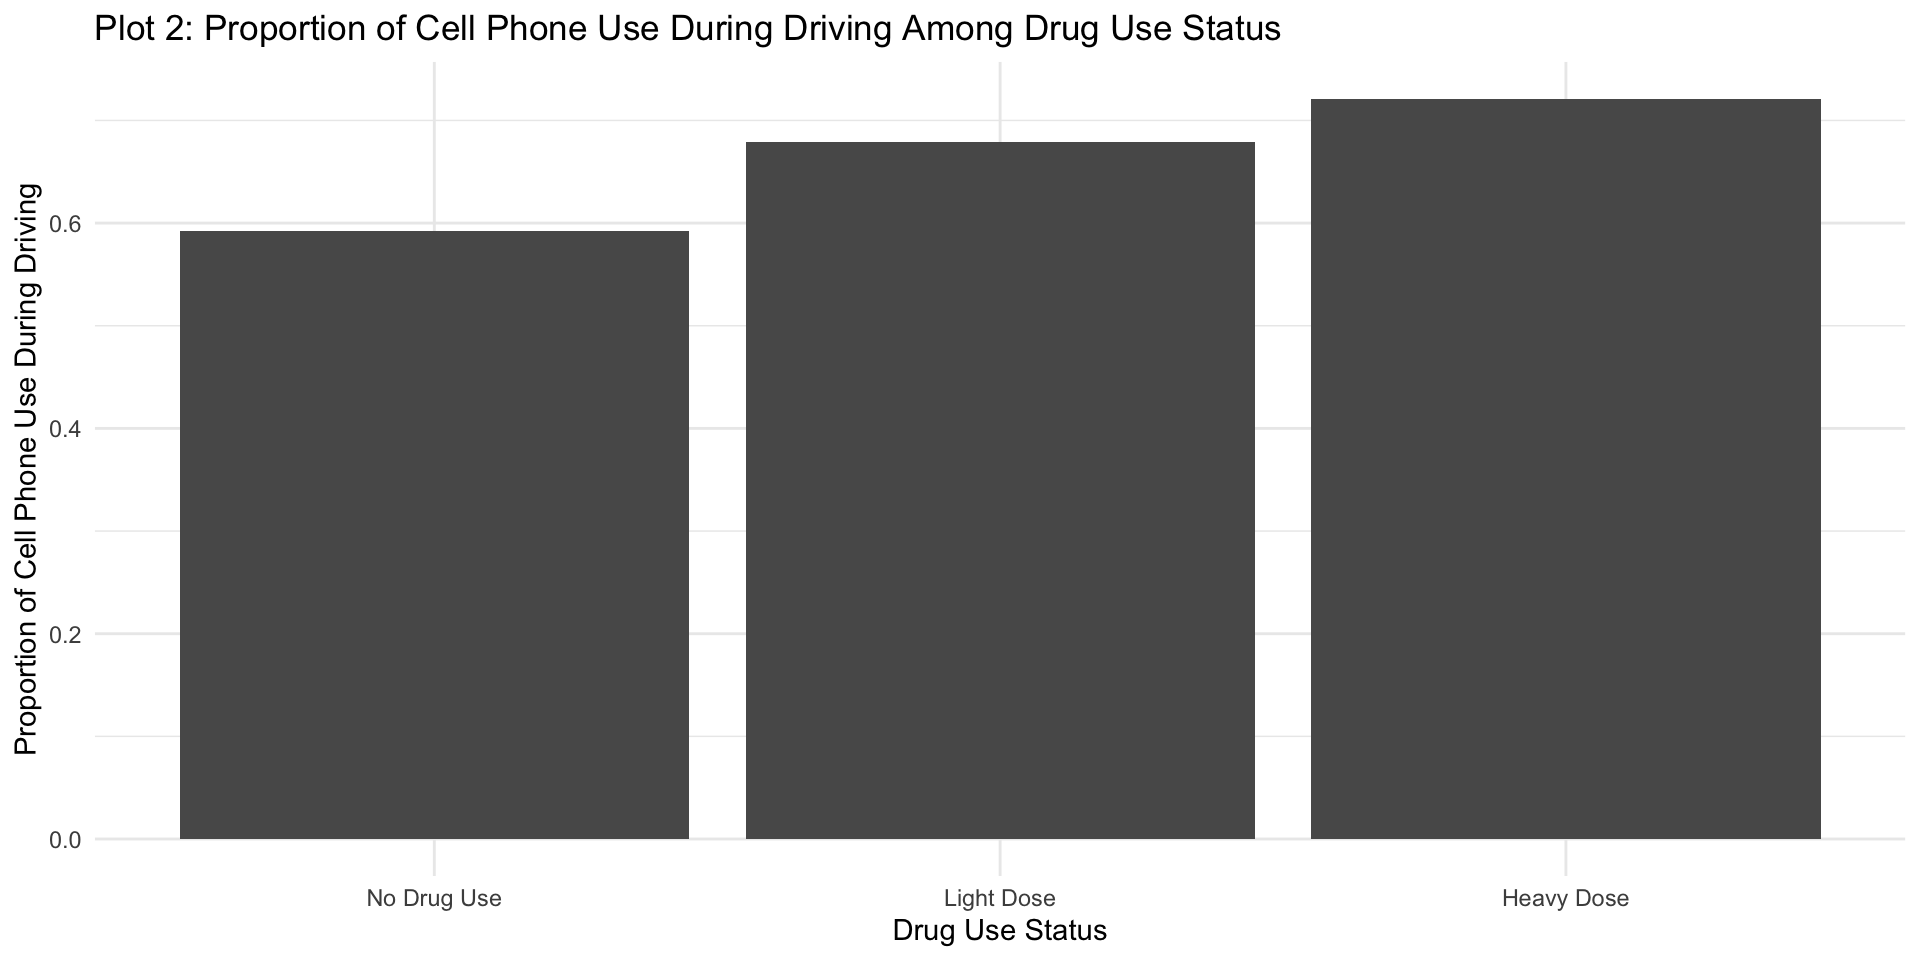 Plot 2: Proportion of Cell Phone Use During Driving Among Drug Use Status
Proportion of Cell Phone Use During Driving
0.6
0.4
0.2
0.0
No Drug Use
Light Dose
Heavy Dose
Drug Use Status